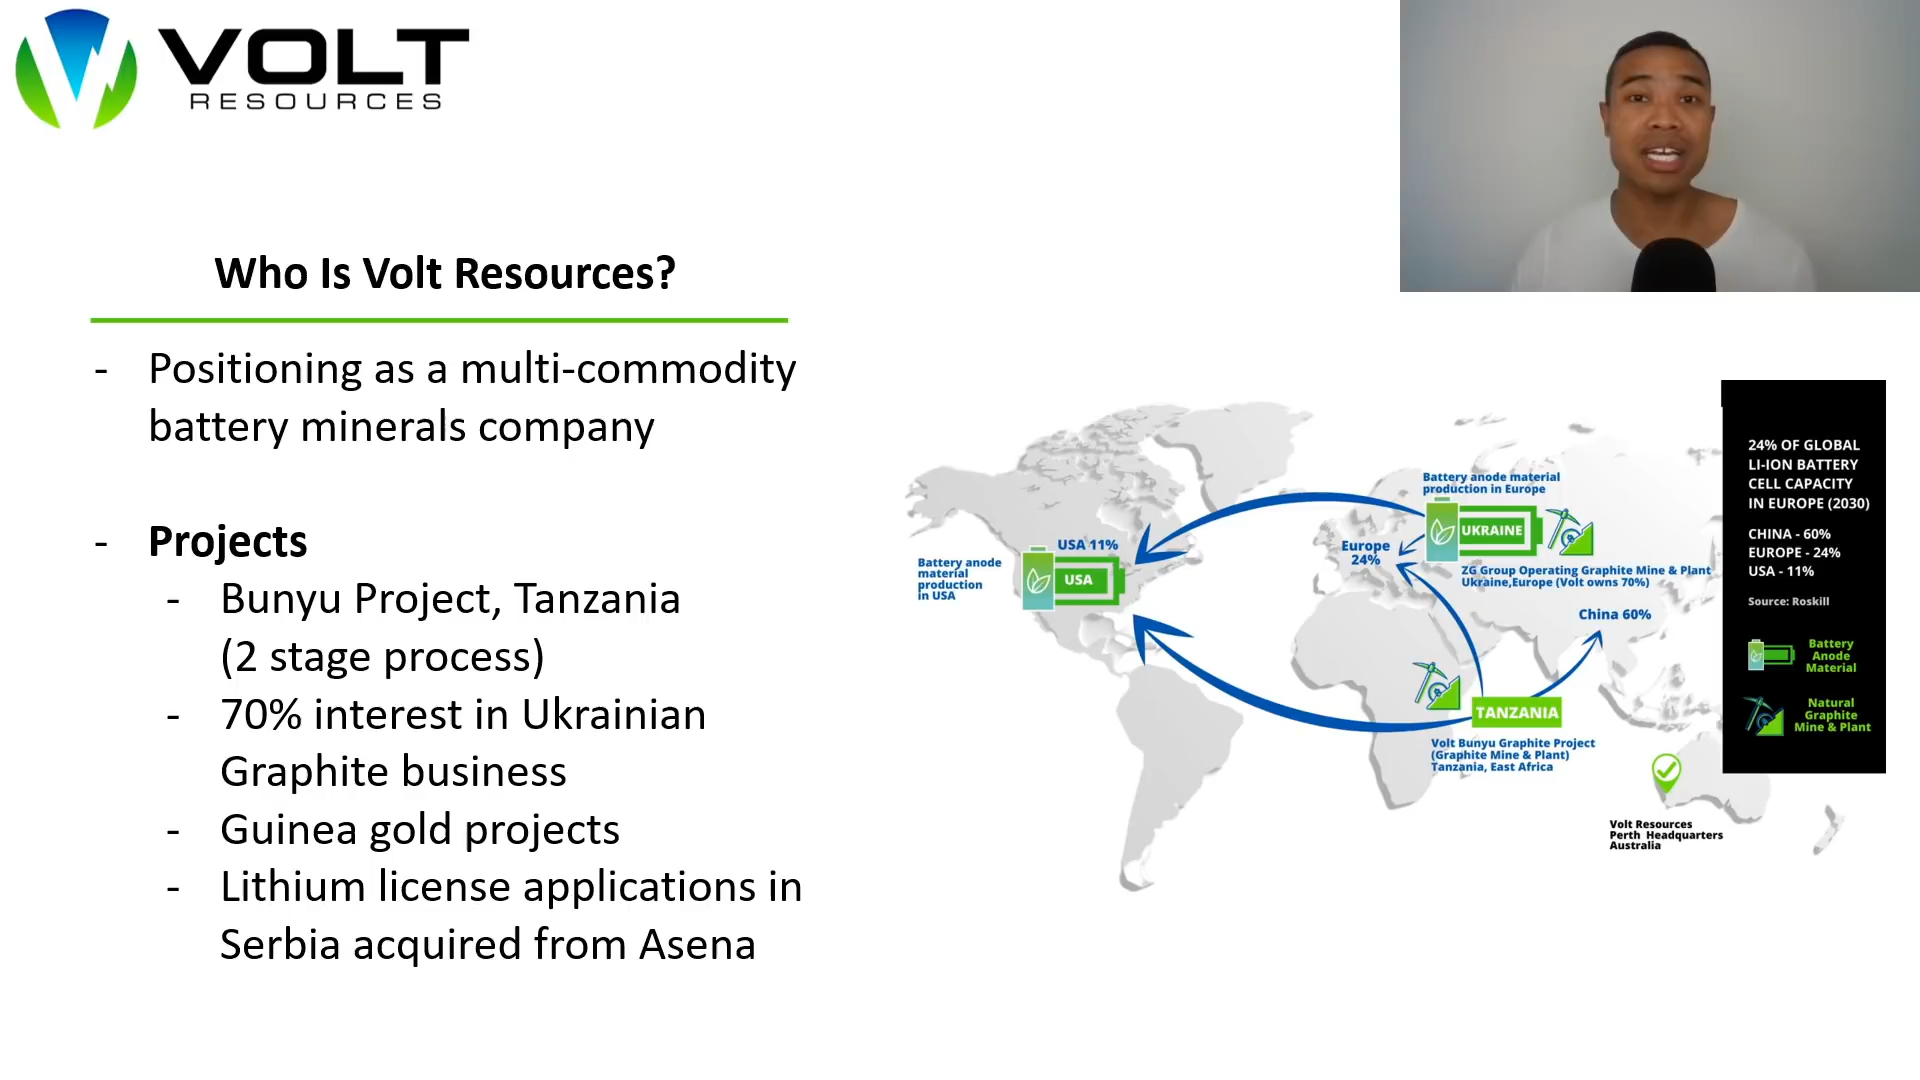 VOLT
RESOURCES
Who Is Volt Resources?
- Positioning as a multi-commodity
battery minerals company
- Projects
- Bunyu Project, Tanzania
(2 stage process)
- 70% interest in Ukrainian
Graphite business
- Guinea gold projects
- Lithium license applications in
Serbia acquired from Asena
Battery anode
material
production
in USA
USA 11%
USA
Battery anode material
production in Europe
UKRAINE
Europe
24%
ZG Group Operating Graphite Mine & Plant
Ukraine,Europe (Volt owns 70%)
China 60%
TANZANIA
Volt Bunyu Graphite Project
(Graphite Mine & Plant)
Tanzania, East Africa
Volt Resources
Perth Headquarters
Australia
24% OF GLOBAL
LI-ION BATTERY
CELL CAPACITY
IN EUROPE (2030)
CHINA - 60%
EUROPE - 24%
USA - 11%
Source: Roskill
Battery
Anode
Material
Natural
Graphite
Mine & Plant